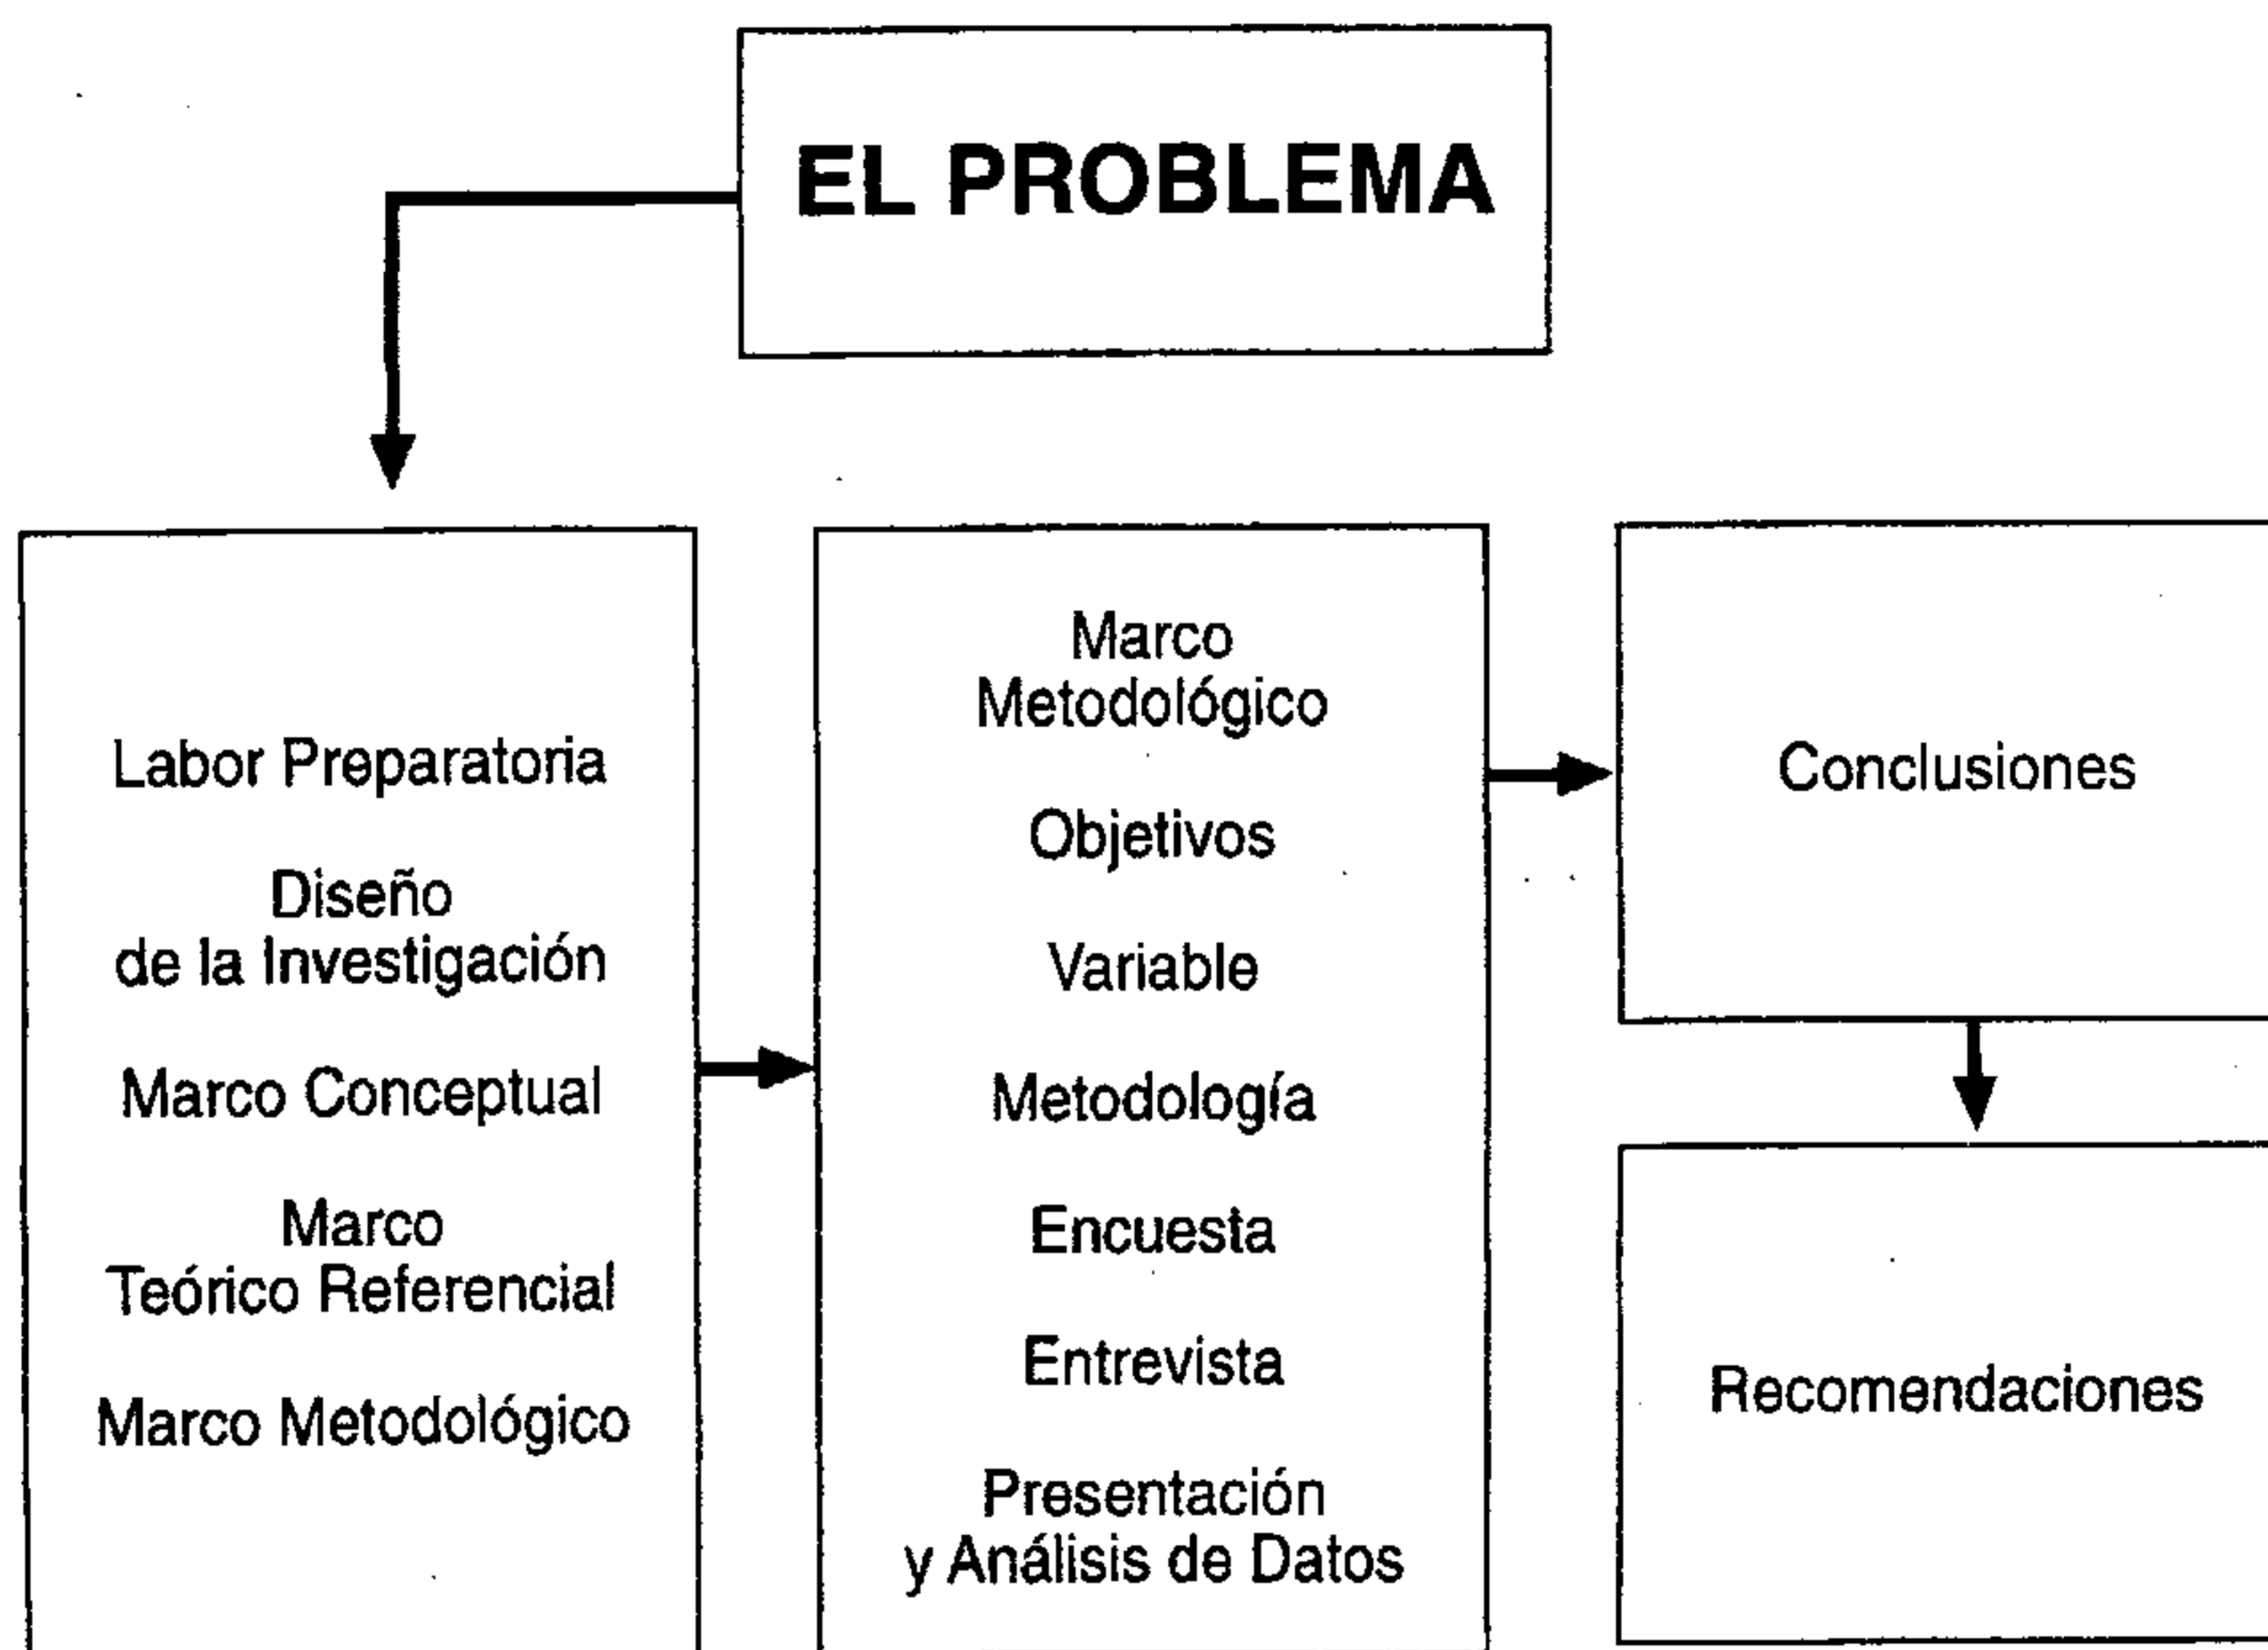 EL PROBLEMA
Labor Preparatoria
Diseño
de la Investigación
Marco Conceptual
Marco
Teórico Referencial
Marco Metodológico
Marco
Metodológico
Objetivos
Variable
Metodología
Encuesta
Entrevista
Presentación
y Análisis de Datos
Conclusiones
Recomendaciones